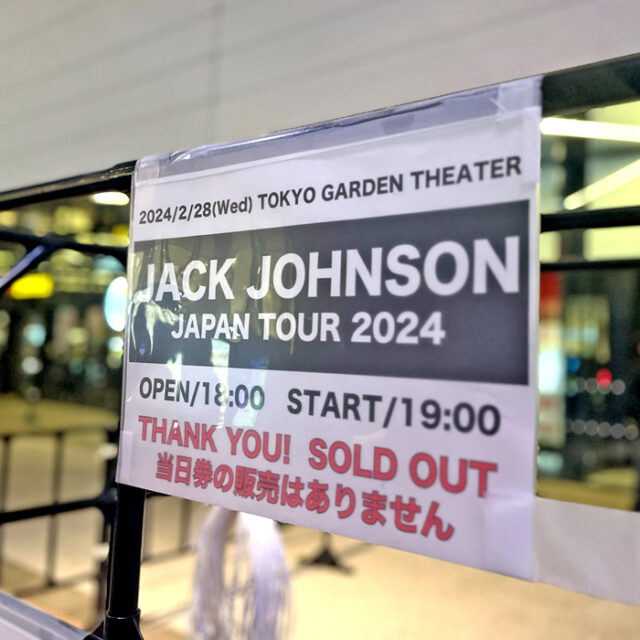 2024/2/28(Wed) TOKYO GARDEN THEATER
JACK JOHNSON
JAPAN TOUR 2024
OPEN/18:00 START/19:00
THANK YOU! SOLD OUT
当日券の販売はありません